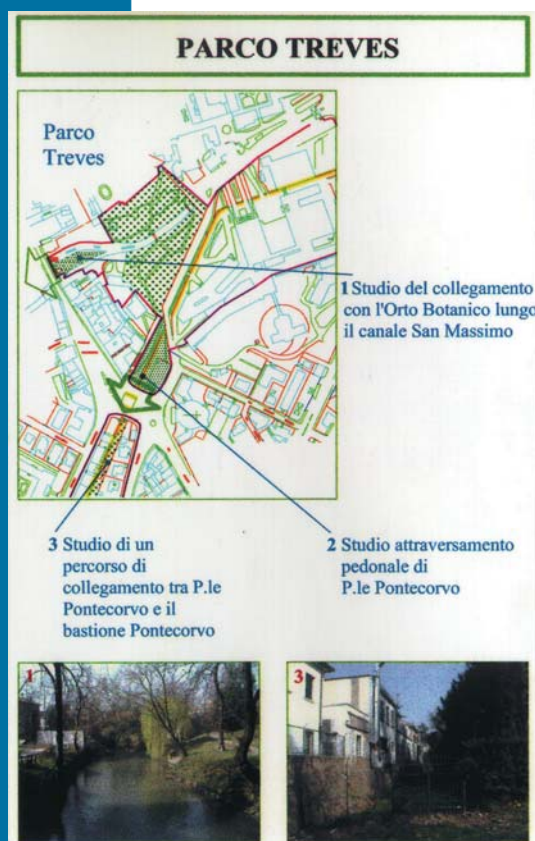 PARCO TREVES
Parco
Treves
1 Studio del collegamento
con l'Orto Botanico lungo
il canale San Massimo
3 Studio di un
percorso di
collegamento tra P.le
Pontecorvo e il
bastione Pontecorvo
2 Studio attraversamento
pedonale di
P.le Pontecorvo
1
3